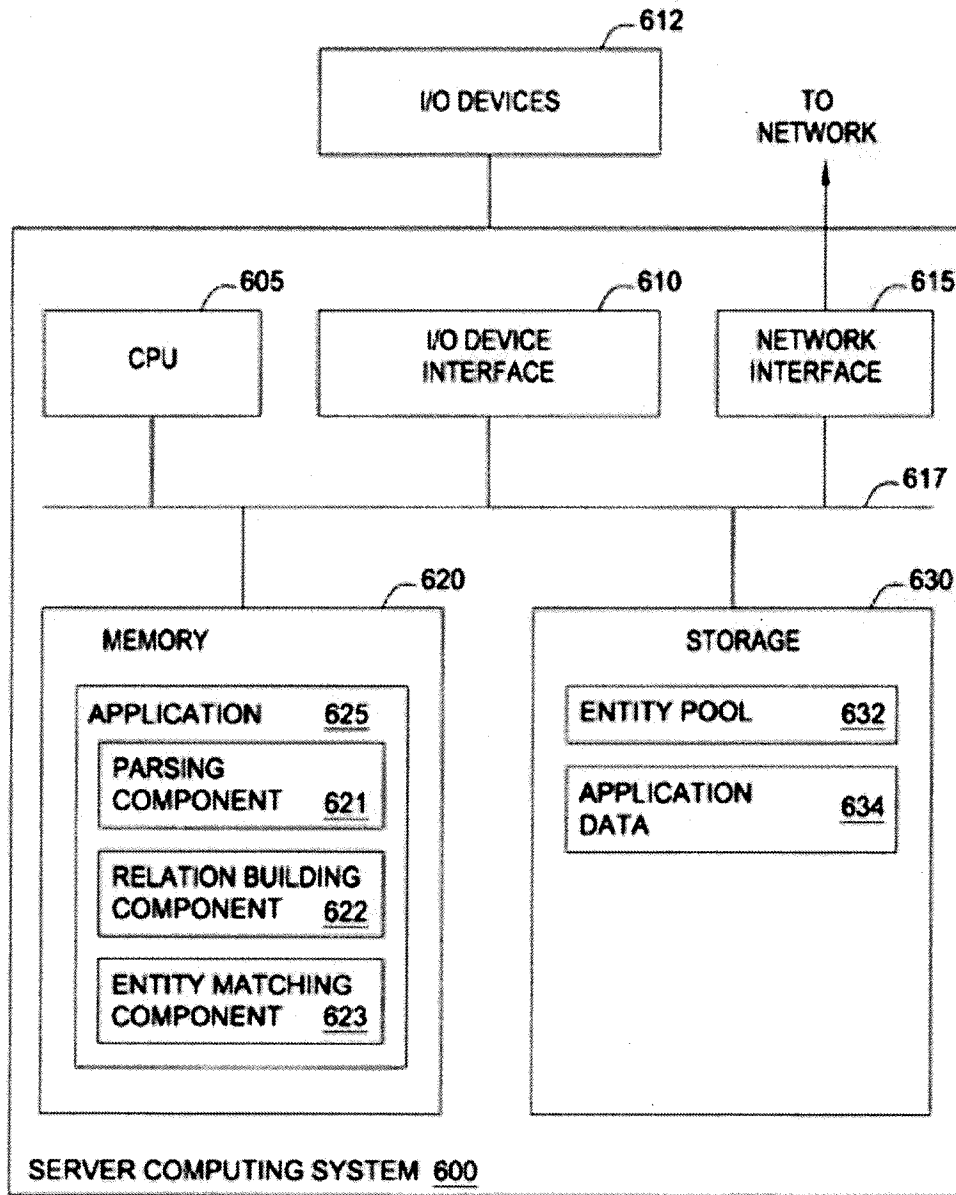 612
I/O DEVICES
TO
NETWORK
605
CPU
610
I/O DEVICE
INTERFACE
615
NETWORK
INTERFACE
617
620
MEMORY
APPLICATION 625
PARSING
COMPONENT 621
RELATION BUILDING
COMPONENT 622
ENTITY MATCHING
COMPONENT 623
630
STORAGE
ENTITY POOL 632
APPLICATION
DATA 634
SERVER COMPUTING SYSTEM 600